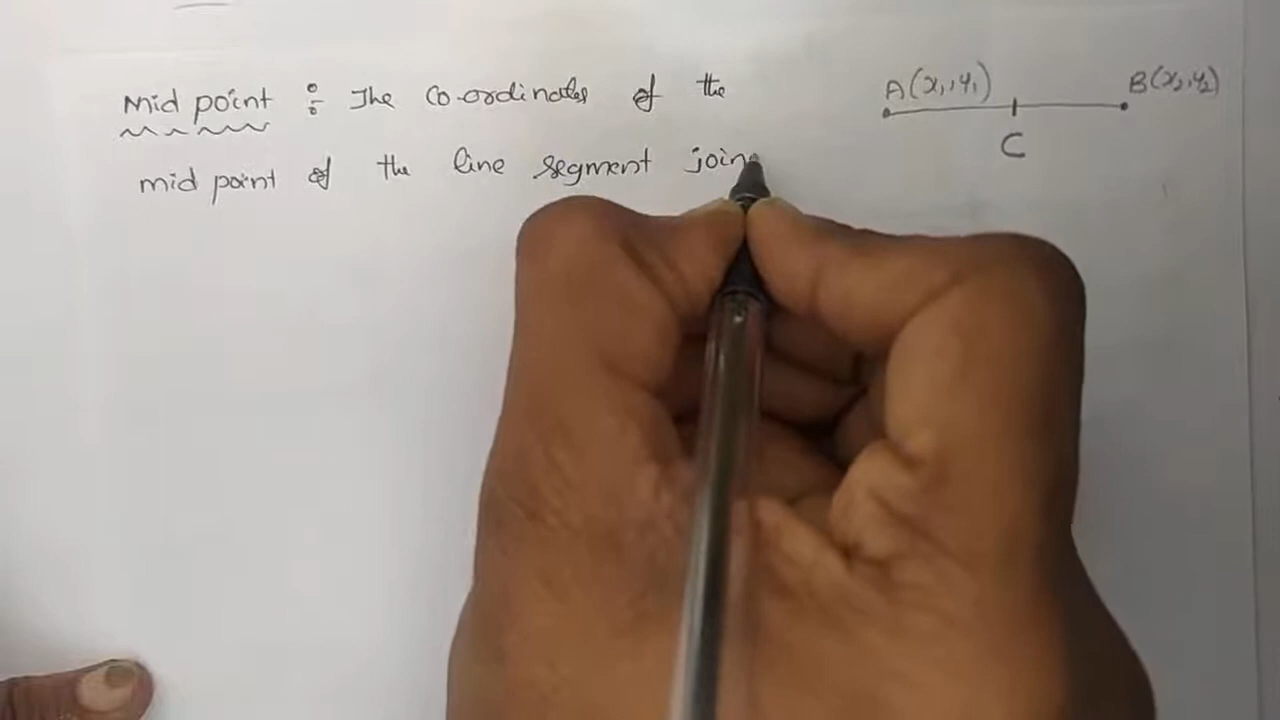 Mid point : The Co-ordinates of the
mid point of the line segment join
A(x₁,y₁)
B(x₂,y₂)
C